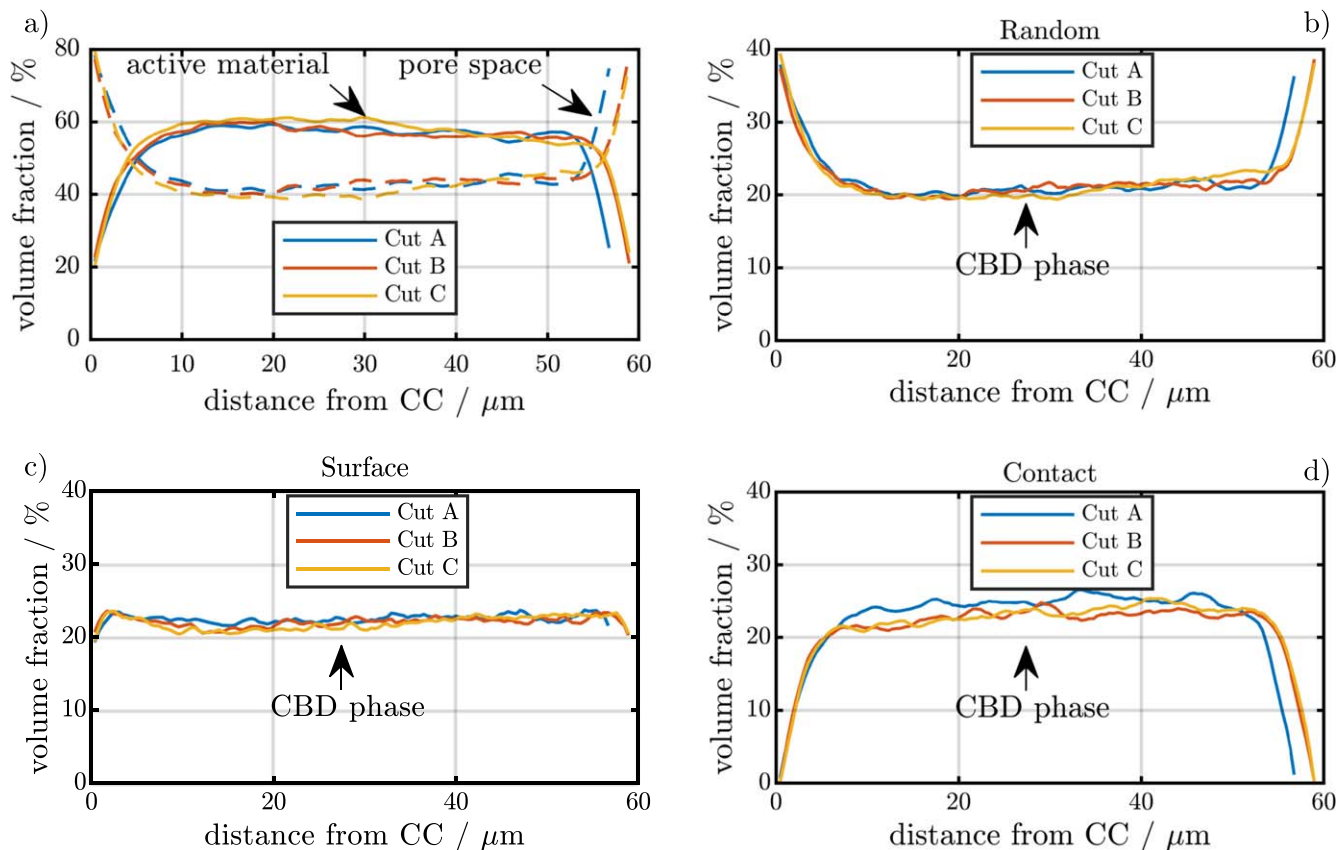 a)
volume fraction / %
80
60
40
20
0
active material
pore space
Cut A
Cut B
Cut C
0 10 20 30 40 50 60
distance from CC / μm
b)
Random
volume fraction / %
40
30
20
10
0
Cut A
Cut B
Cut C
CBD phase
0 20 40 60
distance from CC / μm
c)
Surface
volume fraction / %
40
30
20
10
0
Cut A
Cut B
Cut C
CBD phase
0 20 40 60
distance from CC / μm
d)
Contact
volume fraction / %
40
30
20
10
0
Cut A
Cut B
Cut C
CBD phase
0 20 40 60
distance from CC / μm